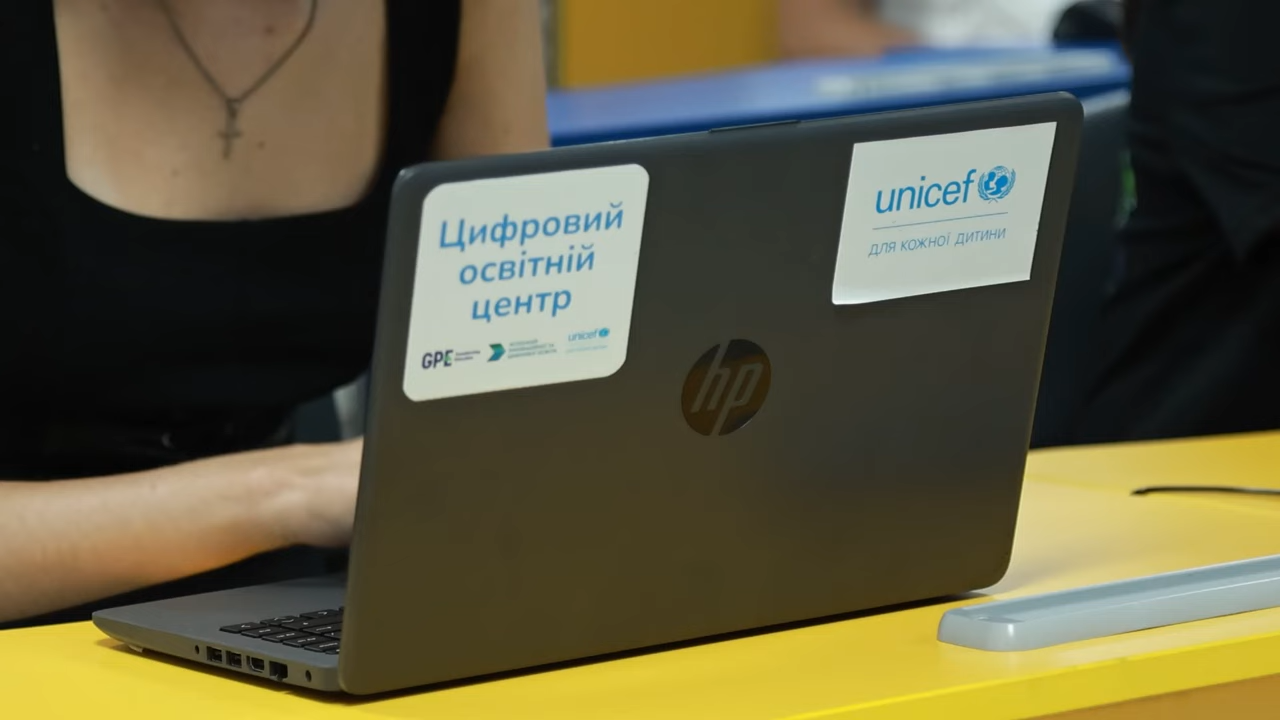 Цифровий
освітній
центр
GPE
unicef
unicef
для кожної дитини
hp